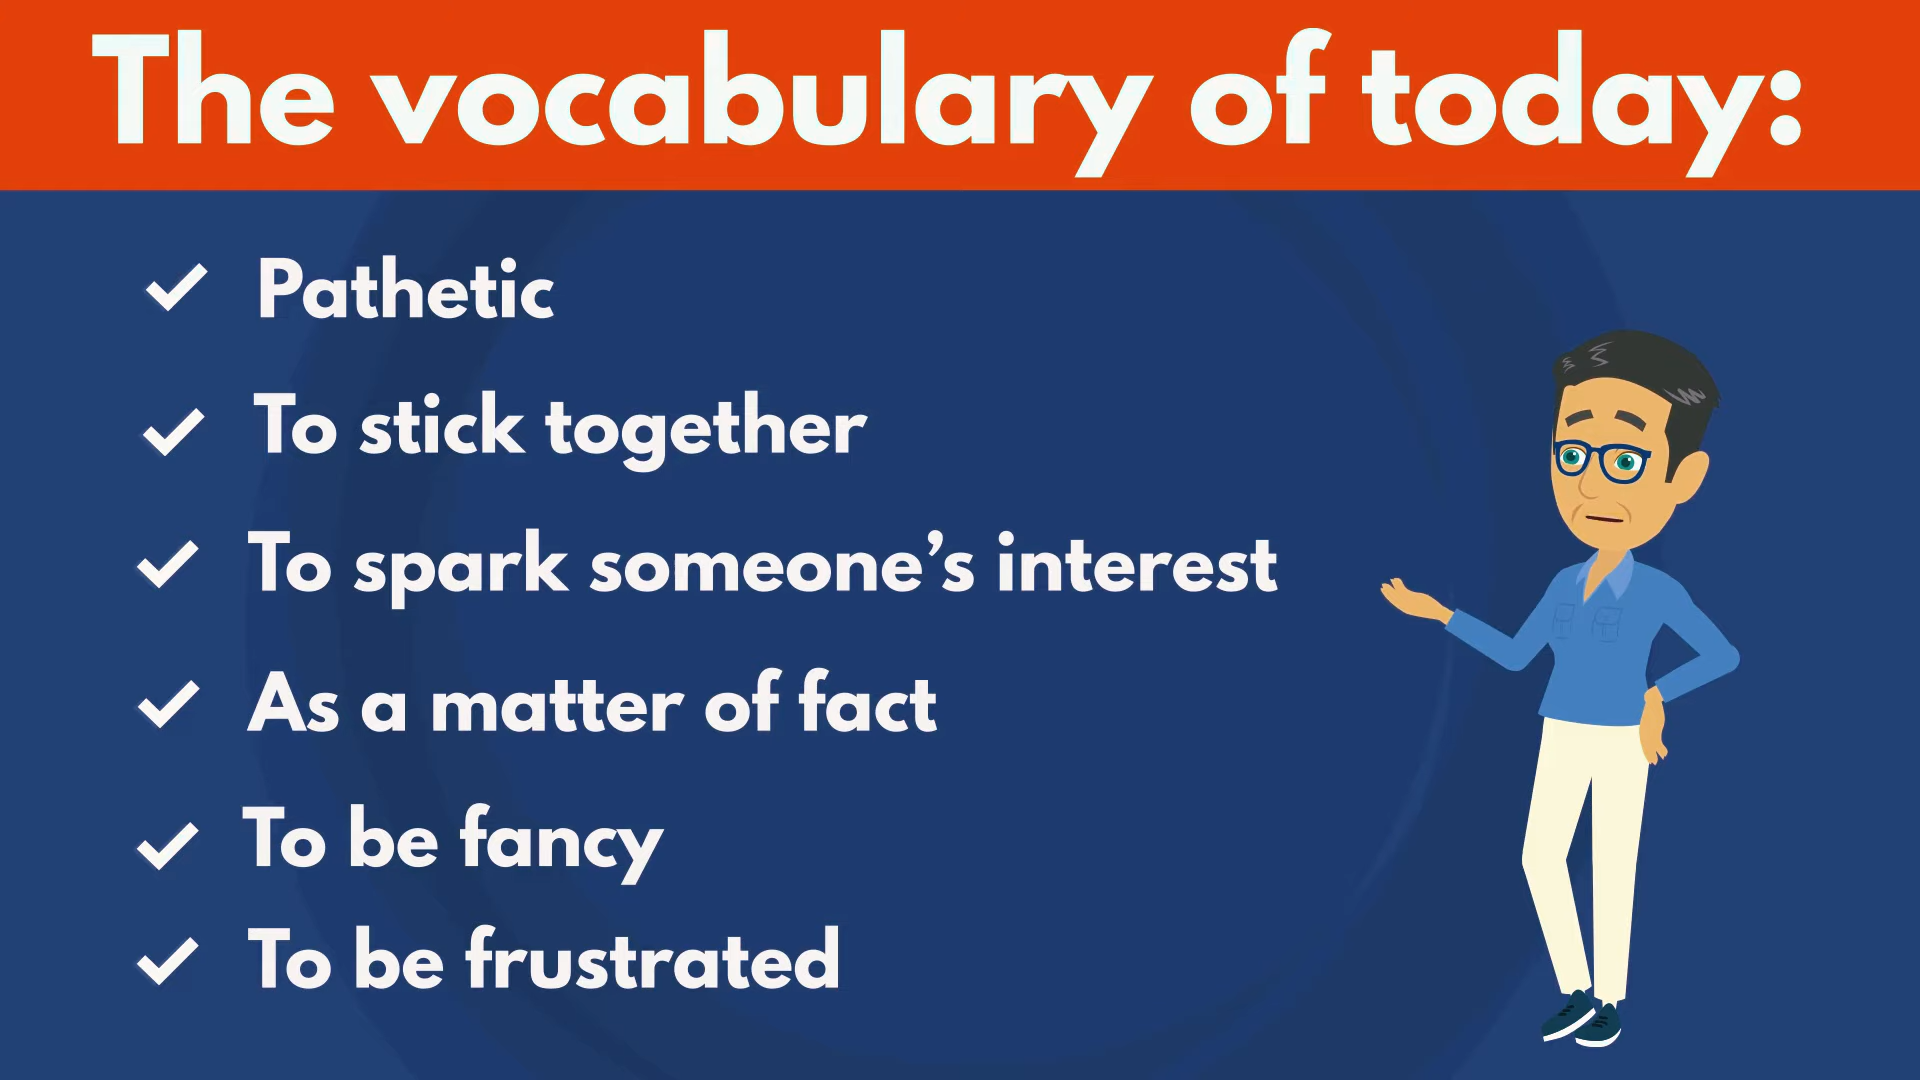 The vocabulary of today:
Pathetic
To stick together
To spark someone’s interest
As a matter of fact
To be fancy
To be frustrated